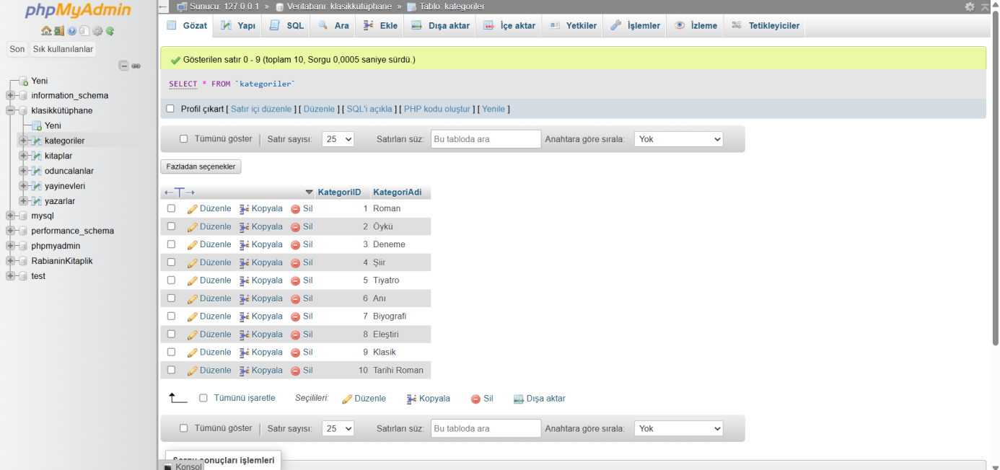 phpMyAdmin
Son Sık kullanılanlar
Yeni
information_schema
klasikkütüphane
Yeni
kategoriler
kitaplar
oduncalanlar
yayinevleri
yazarlar
mysql
performance_schema
phpmyadmin
RabianinKitaplik
test
Sunucu: 127.0.0.1 » Veritabanı: klasikkütüphane » Tablo: kategoriler
Gözat Yapı SQL Ara Ekle Dışa aktar İçe aktar Yetkiler İşlemler İzleme Tetikleyiciler
Gösterilen satır 0 - 9 (toplam 10, Sorgu 0,0005 saniye sürdü.)
SELECT * FROM `kategoriler`
Profil çıkart [ Satır içi düzenle ] [ Düzenle ] [ SQL'i açıkla ] [ PHP kodu oluştur ] [ Yenile ]
Tümünü göster | Satır sayısı: 25 Satırları süz: Bu tabloda ara Anahtara göre sırala: Yok
Fazladan seçenekler
←T→ KategoriID KategoriAdi
Düzenle Kopyala Sil 1 Roman
Düzenle Kopyala Sil 2 Öykü
Düzenle Kopyala Sil 3 Deneme
Düzenle Kopyala Sil 4 Şiir
Düzenle Kopyala Sil 5 Tiyatro
Düzenle Kopyala Sil 6 Anı
Düzenle Kopyala Sil 7 Biyografi
Düzenle Kopyala Sil 8 Eleştiri
Düzenle Kopyala Sil 9 Klasik
Düzenle Kopyala Sil 10 Tarihi Roman
Tümünü işaretle Seçilileri: Düzenle Kopyala Sil Dışa aktar
Tümünü göster | Satır sayısı: 25 Satırları süz: Bu tabloda ara Anahtara göre sırala: Yok
Sorgu sonuçları işlemleri
Konsol